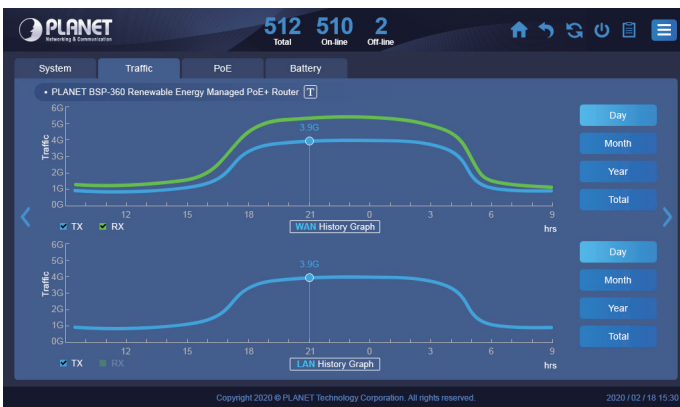 PLANET
Networking & Communication
512 510 2
Total On-line Off-line
System Traffic PoE Battery
• PLANET BSP-360 Renewable Energy Managed PoE+ Router T
6G
5G
4G
3G
2G
1G
0G
Traffic
3.9G
12 15 18 21 0 3 6 9
hrs
TX RX
WAN History Graph
Day
Month
Year
Total
6G
5G
4G
3G
2G
1G
0G
Traffic
3.9G
12 15 18 21 0 3 6 9
hrs
TX RX
LAN History Graph
Day
Month
Year
Total
Copyright 2020 © PLANET Technology Corporation. All rights reserved.
2020 / 02 / 18 15:30